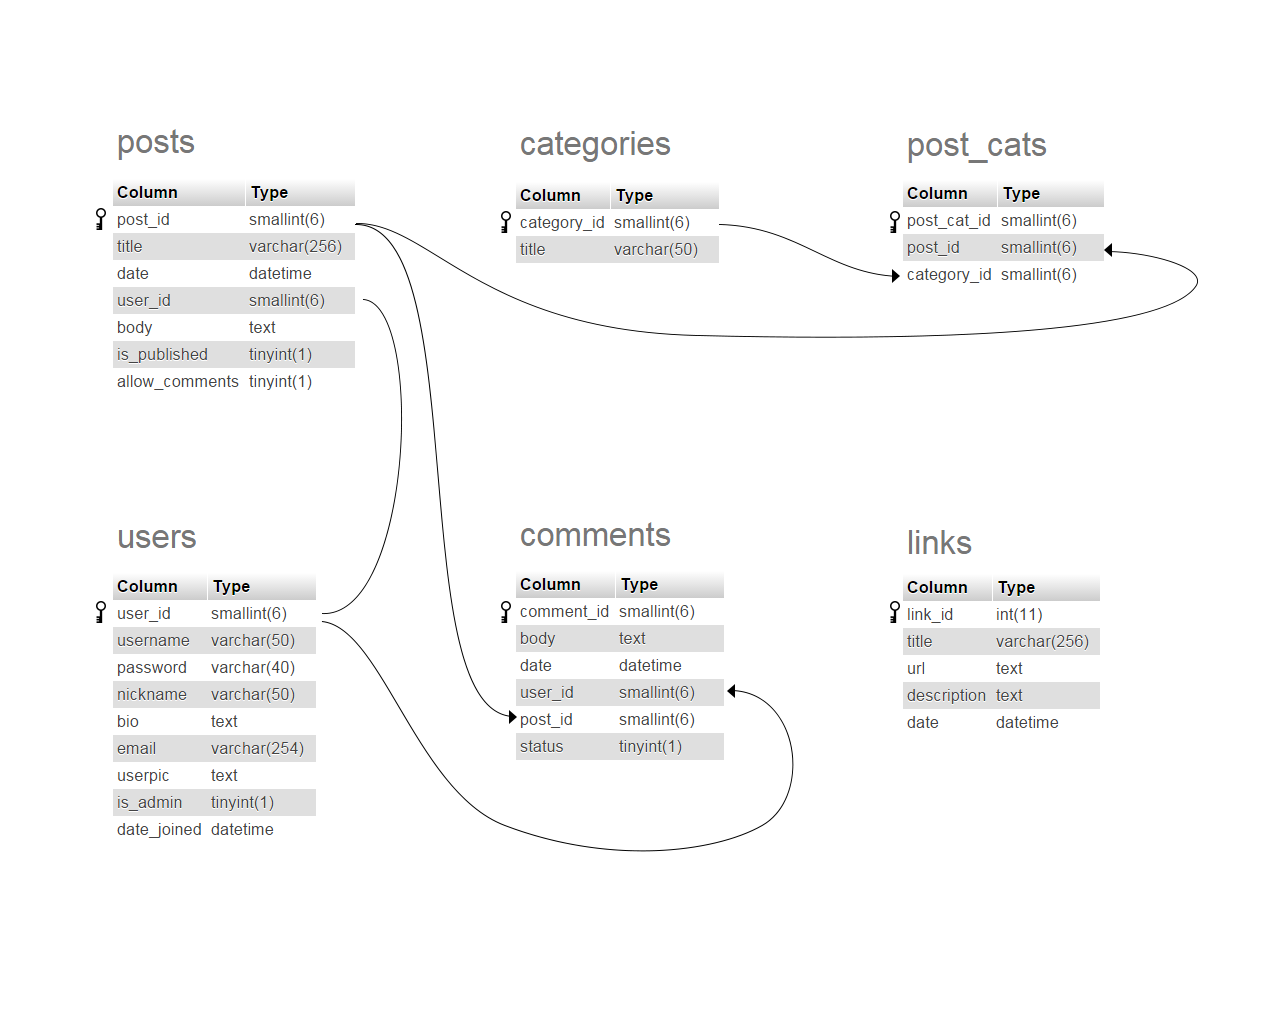 posts
Column Type
post_id smallint(6)
title varchar(256)
date datetime
user_id smallint(6)
body text
is_published tinyint(1)
allow_comments tinyint(1)
categories
Column Type
category_id smallint(6)
title varchar(50)
post_cats
Column Type
post_cat_id smallint(6)
post_id smallint(6)
category_id smallint(6)
users
Column Type
user_id smallint(6)
username varchar(50)
password varchar(40)
nickname varchar(50)
bio text
email varchar(254)
userpic text
is_admin tinyint(1)
date_joined datetime
comments
Column Type
comment_id smallint(6)
body text
date datetime
user_id smallint(6)
post_id smallint(6)
status tinyint(1)
links
Column Type
link_id int(11)
title varchar(256)
url text
description text
date datetime